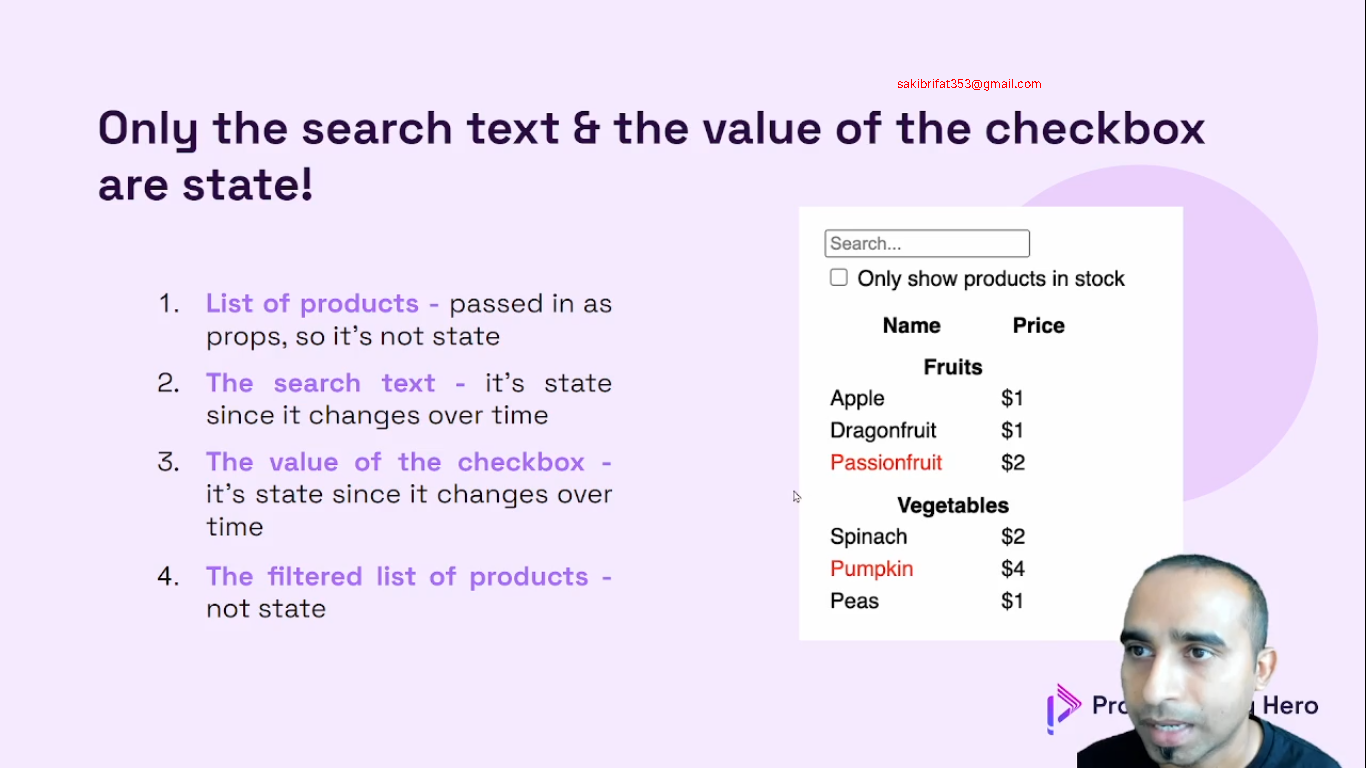 sakibrifat353@gmail.com
Only the search text & the value of the checkbox
are state!
1. List of products - passed in as
props, so it's not state
2. The search text - it's state
since it changes over time
3. The value of the checkbox -
it's state since it changes over
time
4. The filtered list of products -
not state
Search...
Only show products in stock
Name Price
Fruits
Apple $1
Dragonfruit $1
Passionfruit $2
Vegetables
Spinach $2
Pumpkin $4
Peas $1
Hero